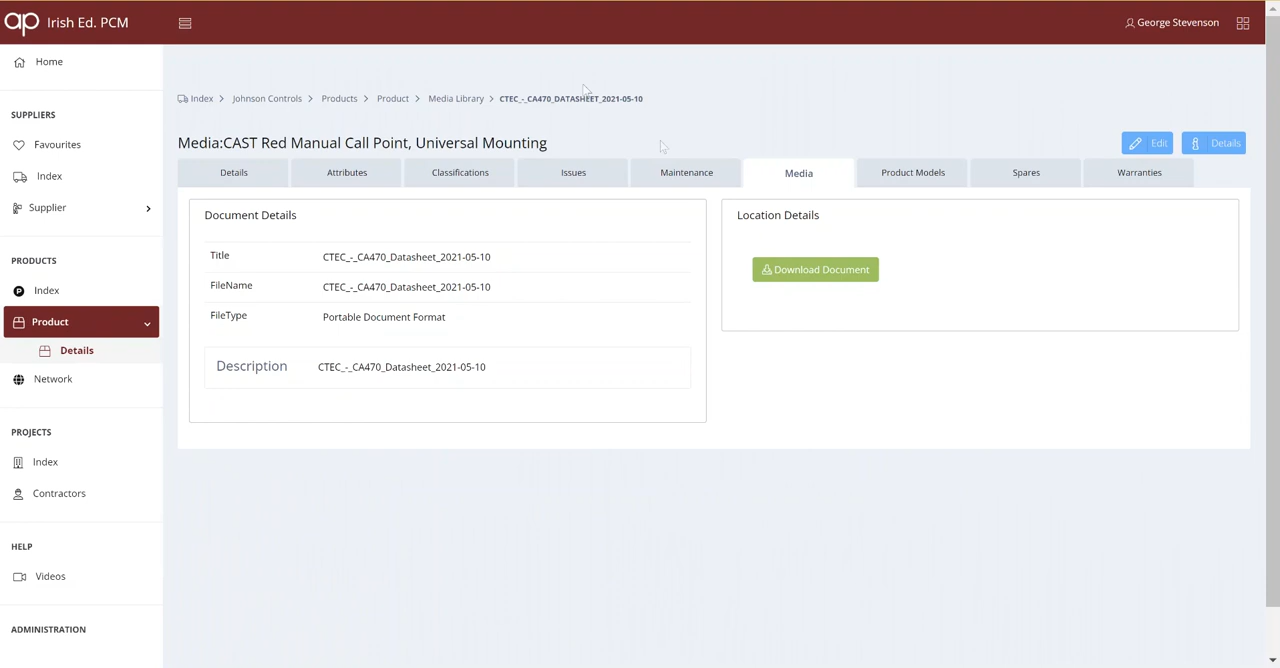 ap Irish Ed. PCM
George Stevenson
Home
SUPPLIERS
Favourites
Index
Supplier
PRODUCTS
Index
Product
Details
Network
PROJECTS
Index
Contractors
HELP
Videos
ADMINISTRATION
Index > Johnson Controls > Products > Product > Media Library > CTEC_-_CA470_DATASHEET_2021-05-10
Media:CAST Red Manual Call Point, Universal Mounting
Edit
Details
Details Attributes Classifications Issues Maintenance Media Product Models Spares Warranties
Document Details
Title CTEC_-_CA470_Datasheet_2021-05-10
FileName CTEC_-_CA470_Datasheet_2021-05-10
FileType Portable Document Format
Description CTEC_-_CA470_Datasheet_2021-05-10
Location Details
Download Document